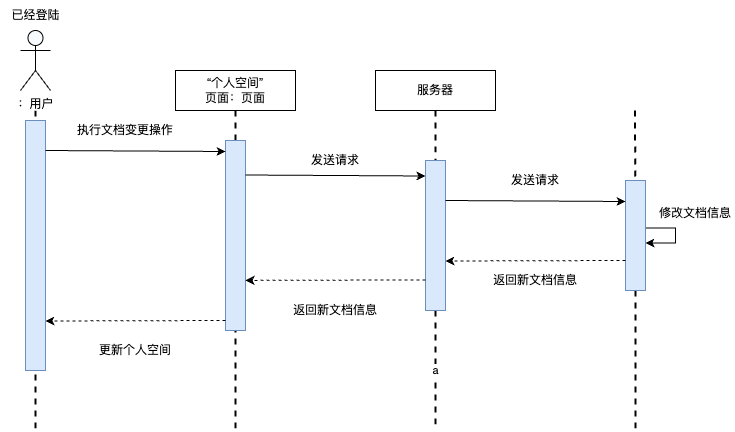 已经登陆
：用户
“个人空间”
页面：页面
服务器
执行文档变更操作
发送请求
发送请求
修改文档信息
返回新文档信息
返回新文档信息
更新个人空间
a